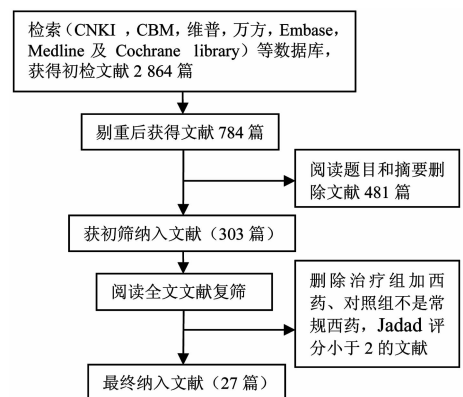 检索（CNKI ，CBM，维普，万方，Embase，
Medline 及 Cochrane library）等数据库，
获得初检文献 2 864 篇
剔重后获得文献 784 篇
阅读题目和摘要删
除文献 481 篇
获初筛纳入文献（303 篇）
阅读全文文献复筛
删除治疗组加西
药、对照组不是常
规西药，Jadad 评
分小于 2 的文献
最终纳入文献（27 篇）